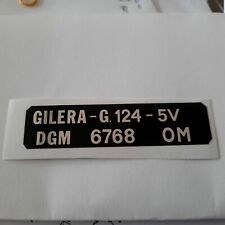 GILERA - G. 124 - 5V
DGM 6768 OM